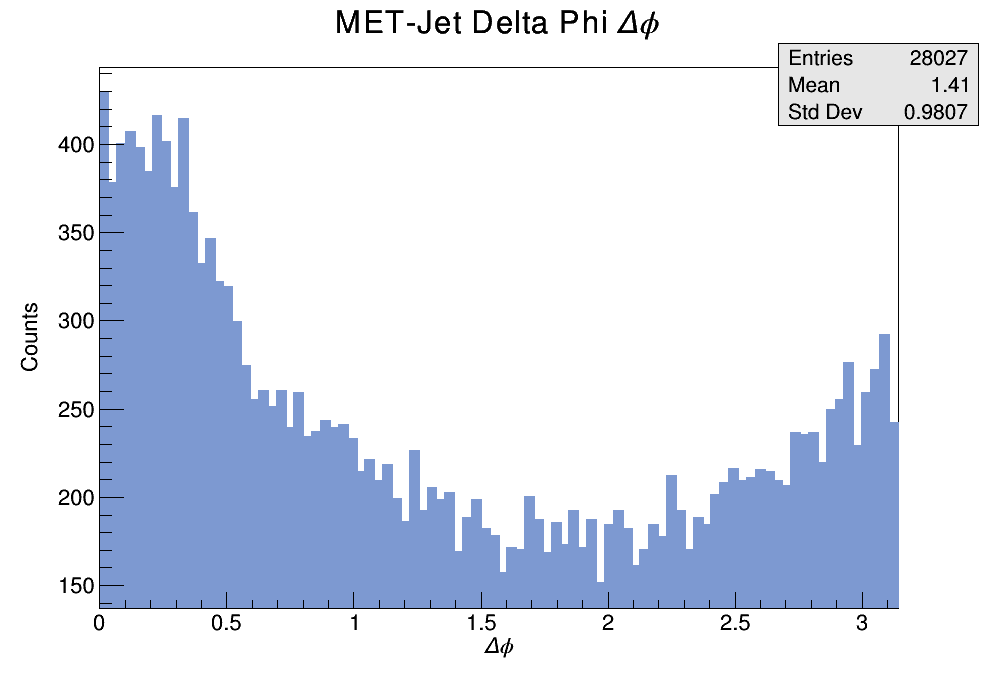 MET-Jet Delta Phi Δϕ
Entries 28027
Mean 1.41
Std Dev 0.9807
400
350
300
250
200
150
Counts
0 0.5 1 1.5 2 2.5 3
Δϕ